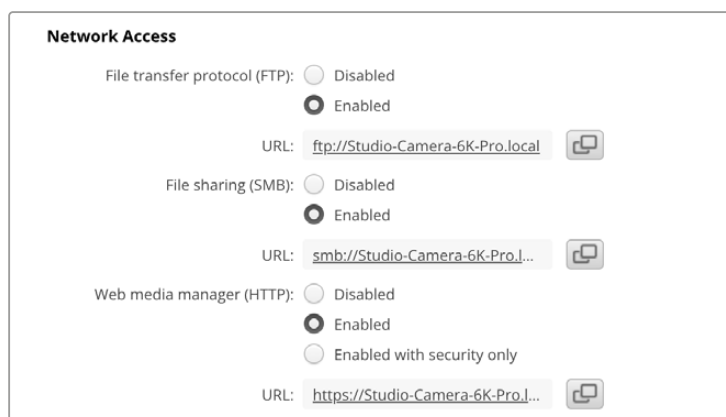 Network Access
File transfer protocol (FTP): Disabled
Enabled
URL: ftp://Studio-Camera-6K-Pro.local
File sharing (SMB): Disabled
Enabled
URL: smb://Studio-Camera-6K-Pro.l...
Web media manager (HTTP): Disabled
Enabled
Enabled with security only
URL: https://Studio-Camera-6K-Pro.l...